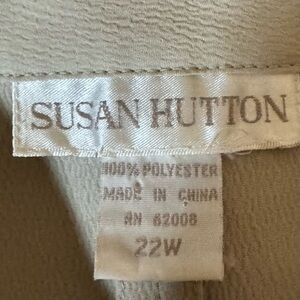 SUSAN HUTTON
100% POLYESTER
MADE IN CHINA
RN 62008
22W